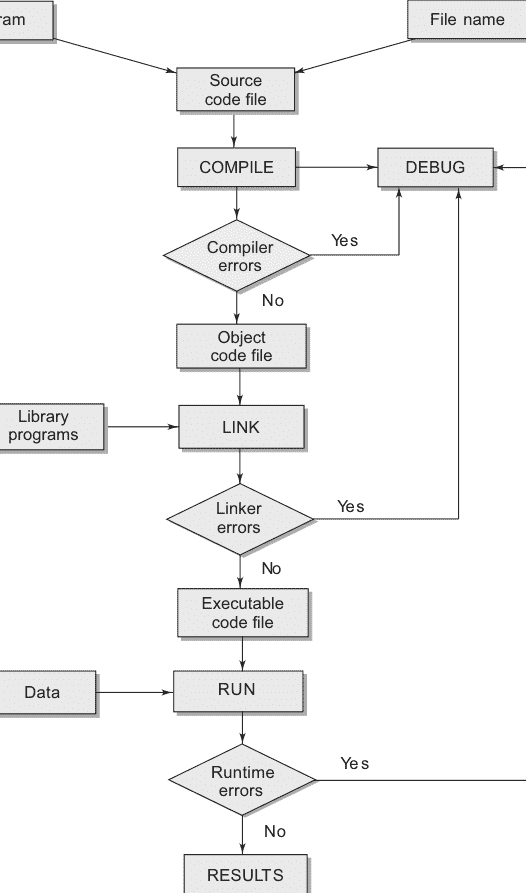 ram
File name
Source
code file
COMPILE
DEBUG
Compiler
errors
Yes
No
Object
code file
Library
programs
LINK
Linker
errors
Yes
No
Executable
code file
Data
RUN
Runtime
errors
Yes
No
RESULTS